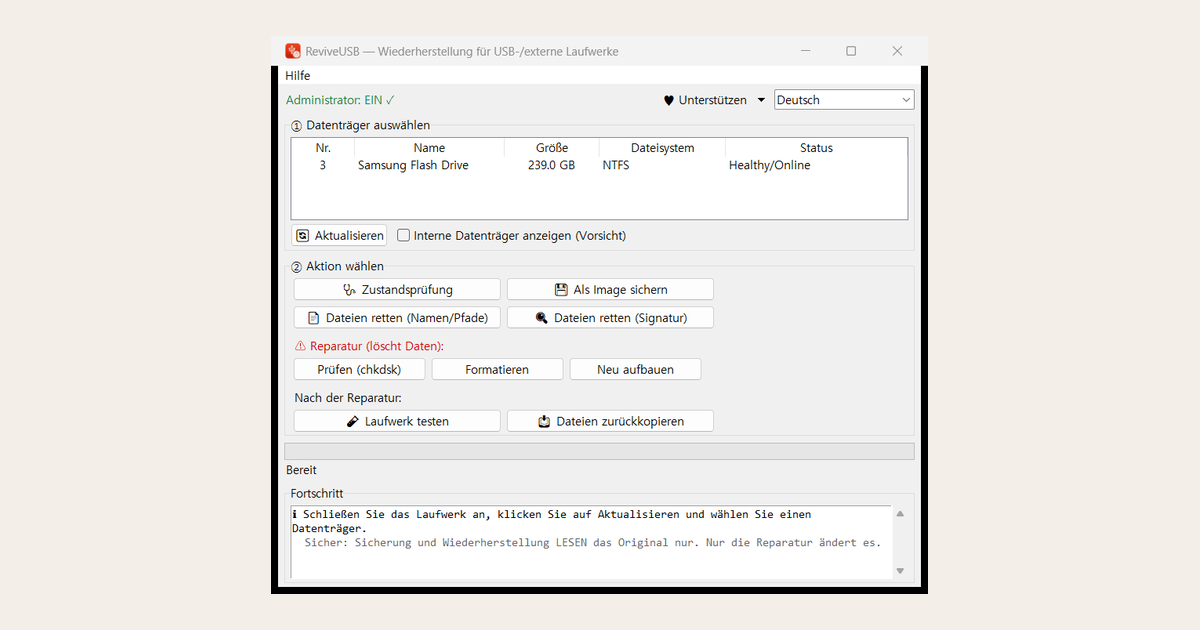 ReviveUSB — Wiederherstellung für USB-/externe Laufwerke
Hilfe
Administrator: EIN ✓
♥ Unterstützen
Deutsch
① Datenträger auswählen
Nr. Name Größe Dateisystem Status
3 Samsung Flash Drive 239.0 GB NTFS Healthy/Online
Aktualisieren
Interne Datenträger anzeigen (Vorsicht)
② Aktion wählen
Zustandsprüfung
Als Image sichern
Dateien retten (Namen/Pfade)
Dateien retten (Signatur)
⚠ Reparatur (löscht Daten):
Prüfen (chkdsk)
Formatieren
Neu aufbauen
Nach der Reparatur:
Laufwerk testen
Dateien zurückkopieren
Bereit
Fortschritt
ℹ Schließen Sie das Laufwerk an, klicken Sie auf Aktualisieren und wählen Sie einen
Datenträger.
Sicher: Sicherung und Wiederherstellung LESEN das Original nur. Nur die Reparatur ändert es.